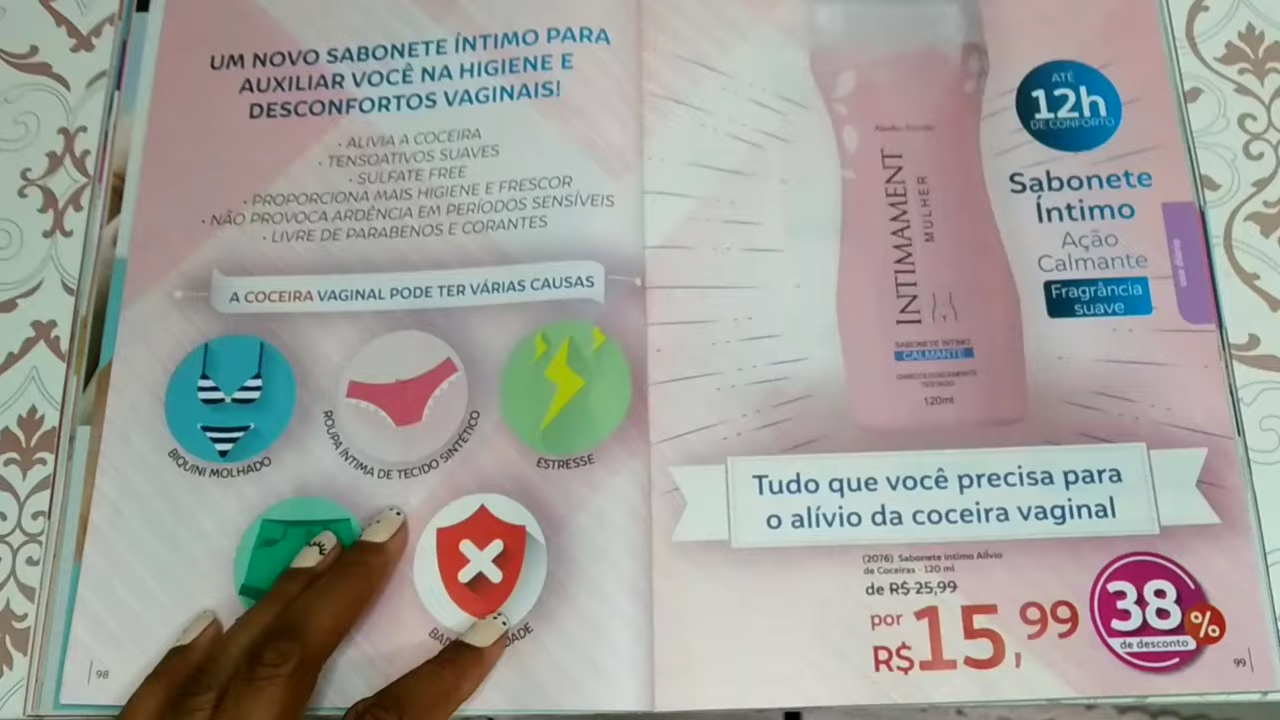 UM NOVO SABONETE ÍNTIMO PARA
AUXILIAR VOCÊ NA HIGIENE E
DESCONFORTOS VAGINAIS!
• ALIVIA A COCEIRA
• TENSOATIVOS SUAVES
• SULFATE FREE
• PROPORCIONA MAIS HIGIENE E FRESCOR
• NÃO PROVOCA ARDÊNCIA EM PERÍODOS SENSÍVEIS
• LIVRE DE PARABENOS E CORANTES
A COCEIRA VAGINAL PODE TER VÁRIAS CAUSAS
BIQUINI MOLHADO
ROUPA ÍNTIMA DE TECIDO SINTÉTICO
ESTRESSE
98
INTIMAMENT
MULHER
SABONETE ÍNTIMO
CALMANTE
GINECOLOGICAMENTE
TESTADO
120ml
ATÉ
12h
DE CONFORTO
Sabonete
Íntimo
Ação
Calmante
Fragrância
suave
uso diário
Tudo que você precisa para
o alívio da coceira vaginal
(2076) Sabonete íntimo Alívio
de Coceiras - 120 ml
de R$ 25,99
por
R$15,99
38%
de desconto
99